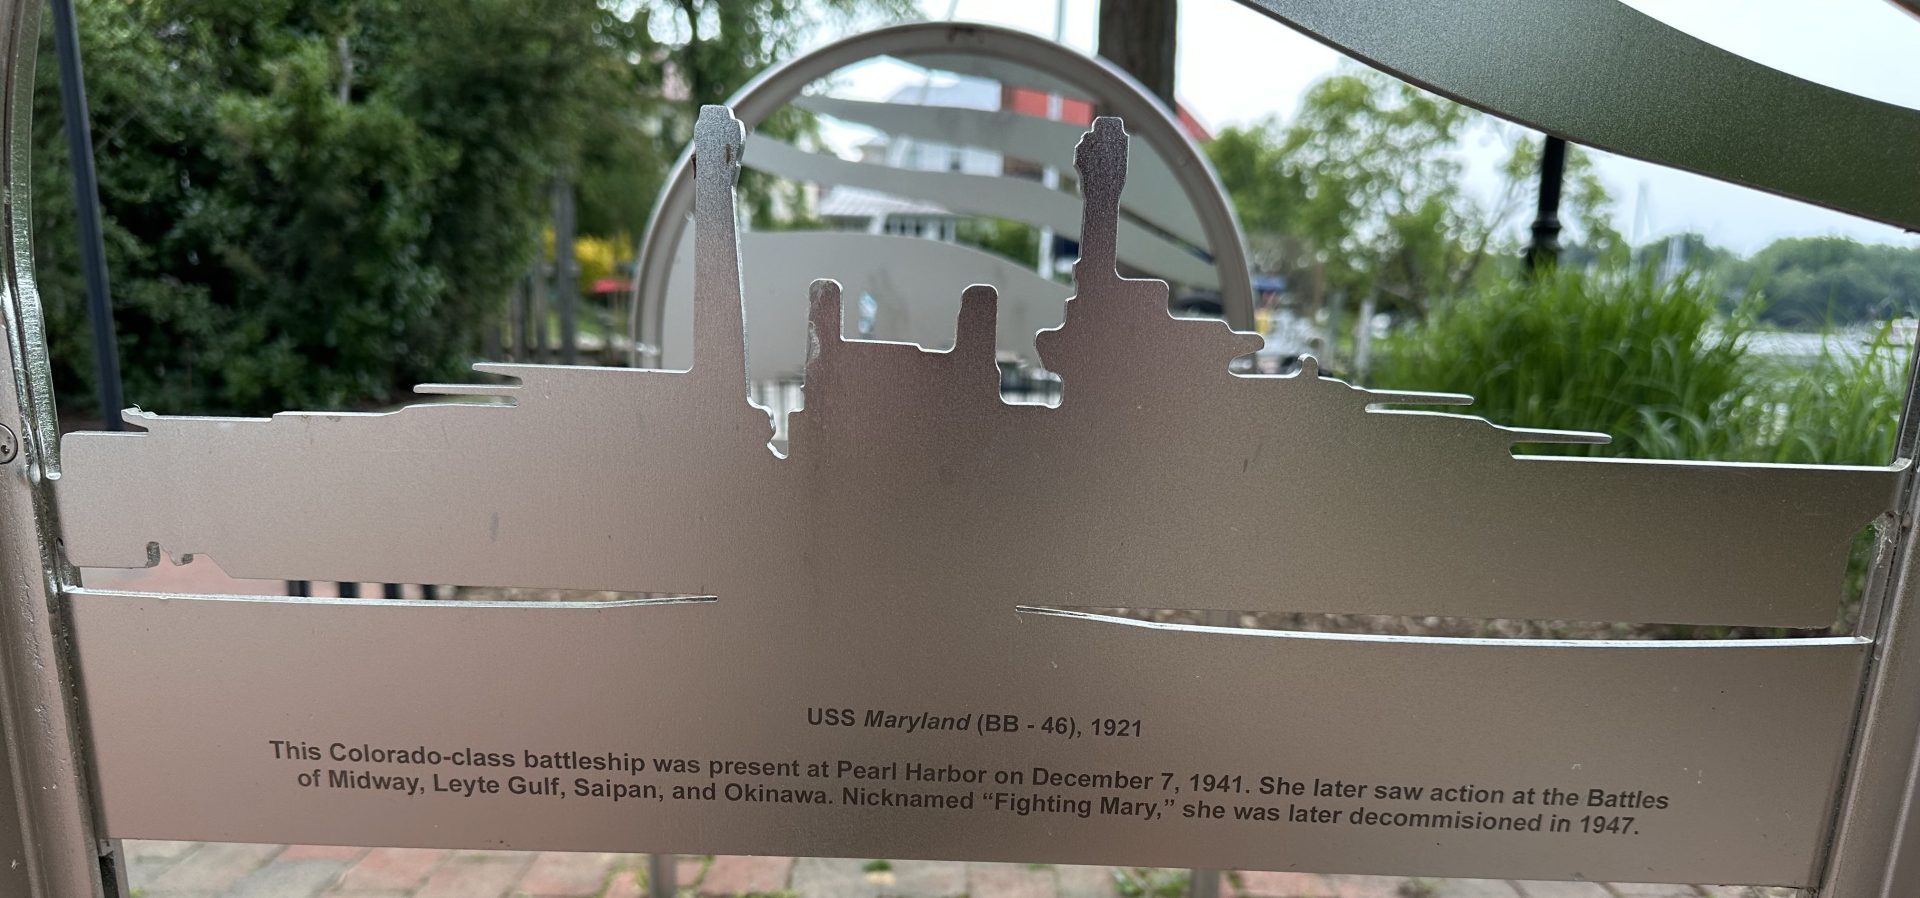 USS Maryland (BB - 46), 1921
This Colorado-class battleship was present at Pearl Harbor on December 7, 1941. She later saw action at the Battles
of Midway, Leyte Gulf, Saipan, and Okinawa. Nicknamed “Fighting Mary,” she was later decommisioned in 1947.